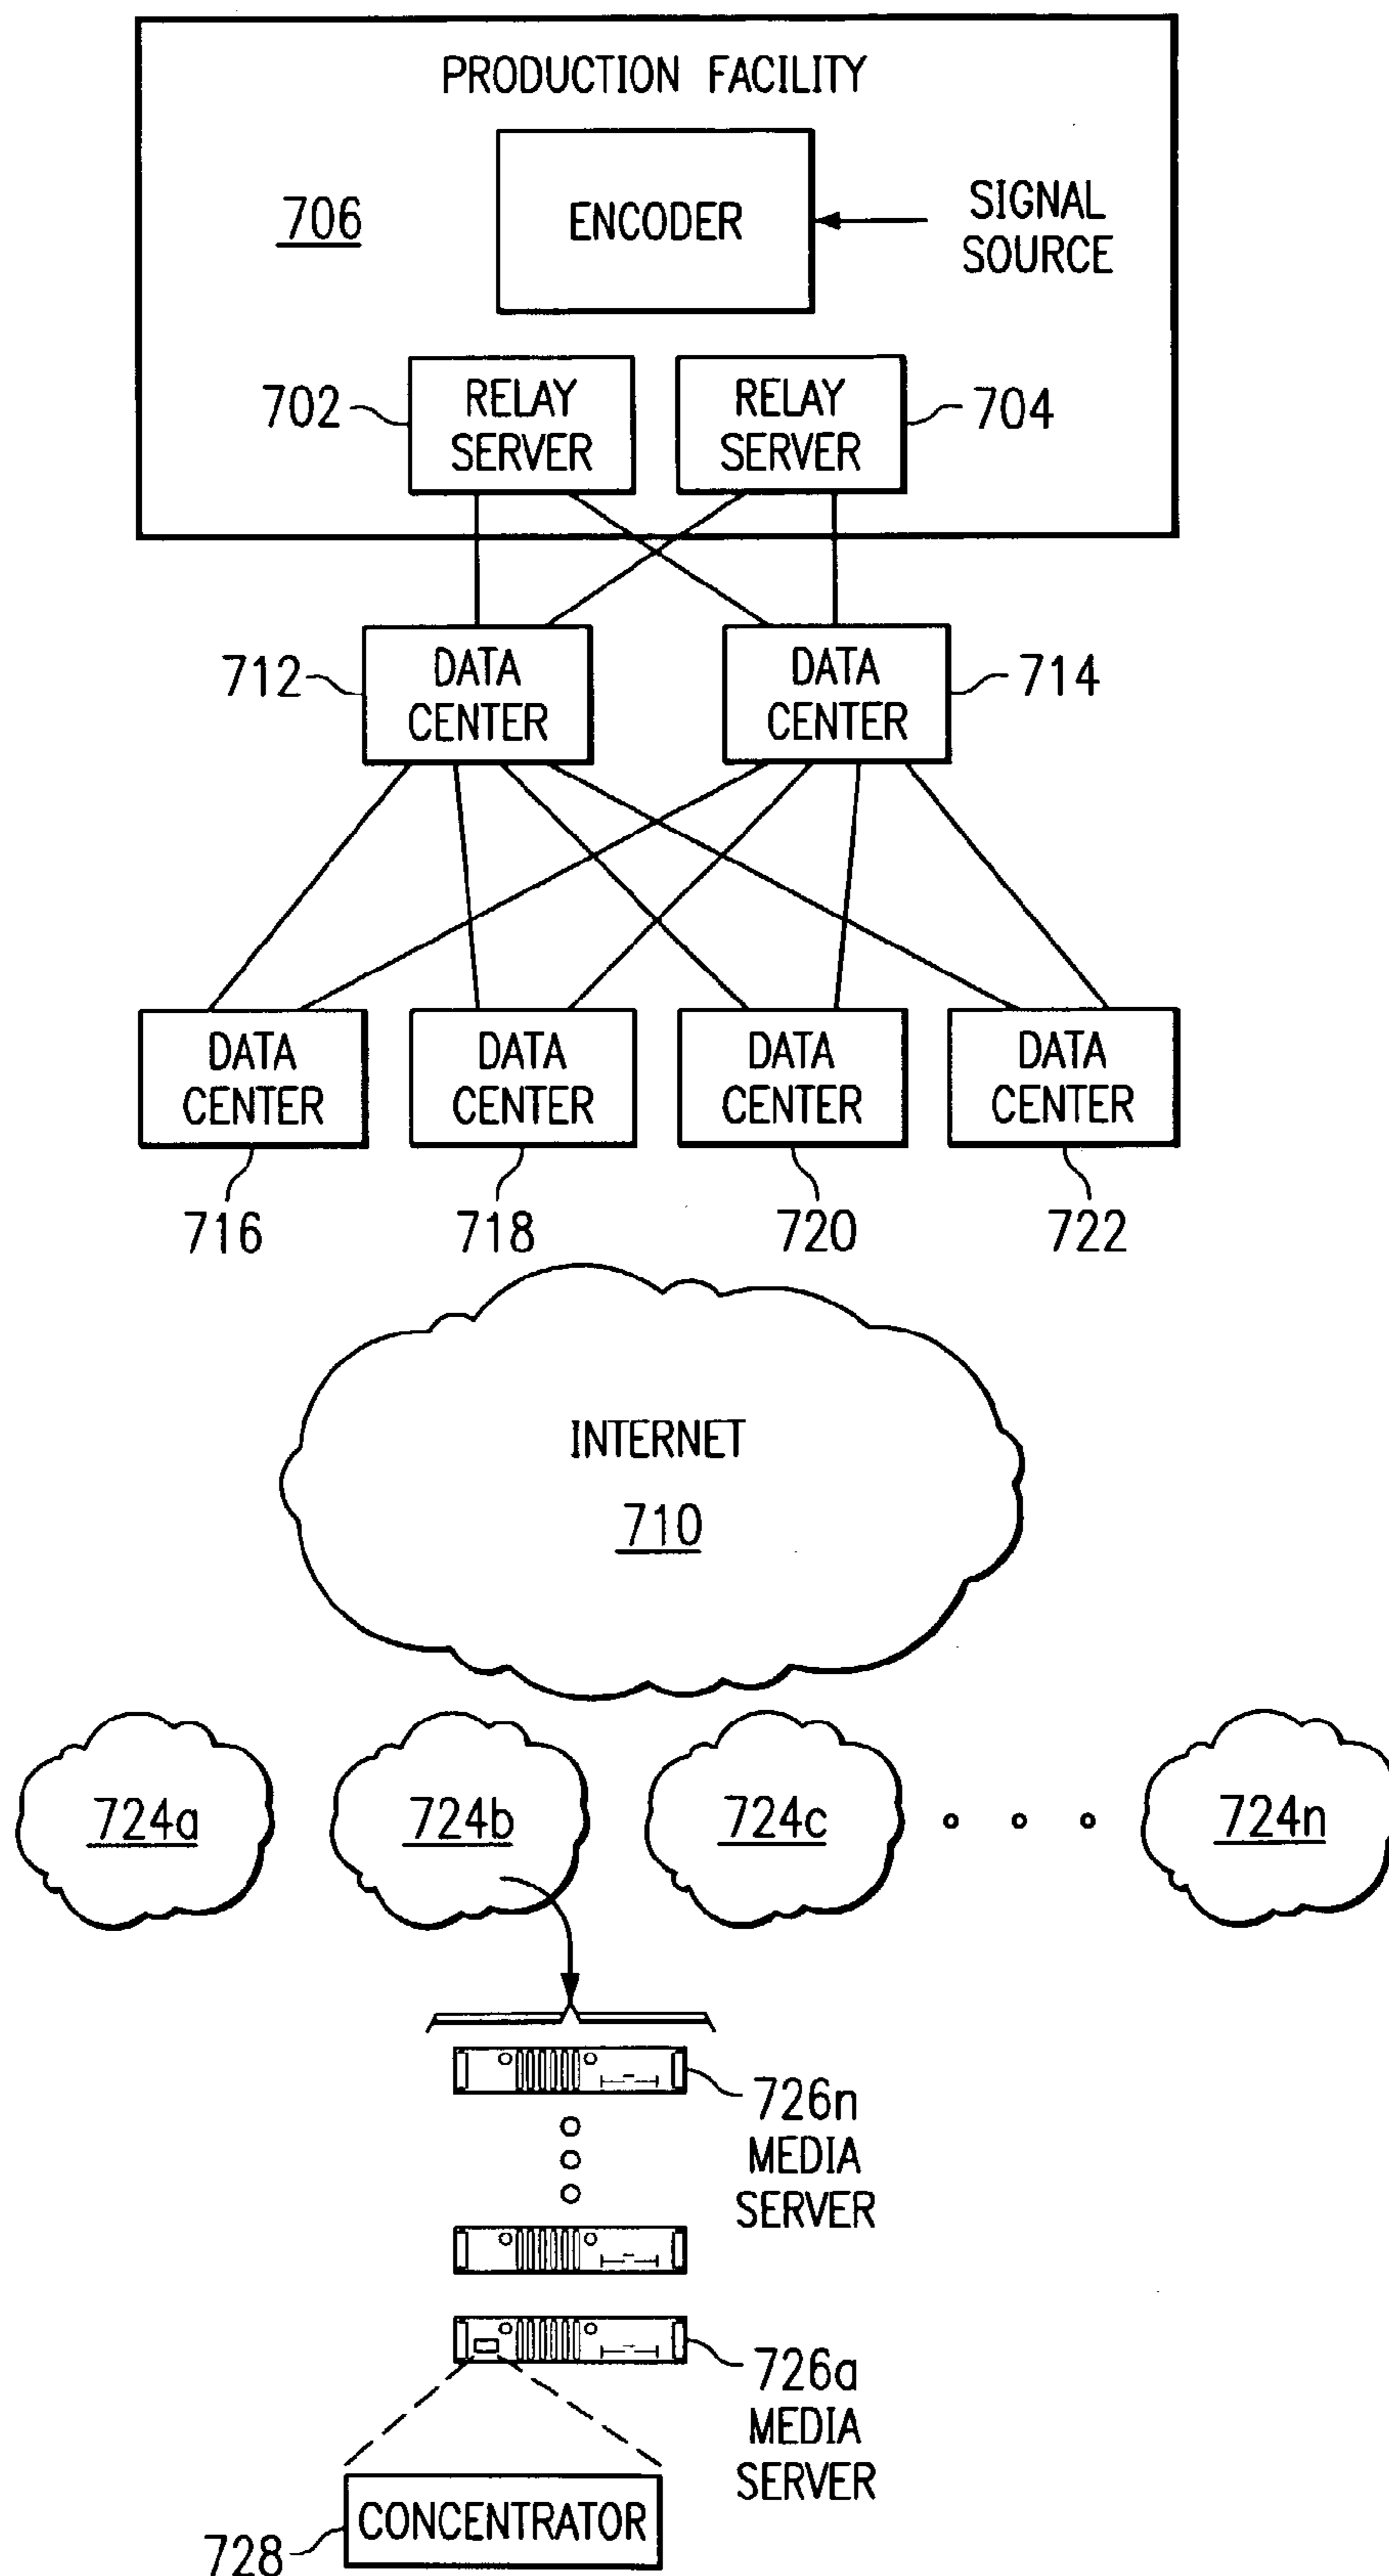 PRODUCTION FACILITY
706
ENCODER
SIGNAL
SOURCE
702
RELAY
SERVER
RELAY
SERVER
704
712
DATA
CENTER
DATA
CENTER
714
DATA
CENTER
DATA
CENTER
DATA
CENTER
DATA
CENTER
716
718
720
722
INTERNET
710
724a
724b
724c
724n
726n
MEDIA
SERVER
726a
MEDIA
SERVER
CONCENTRATOR
728